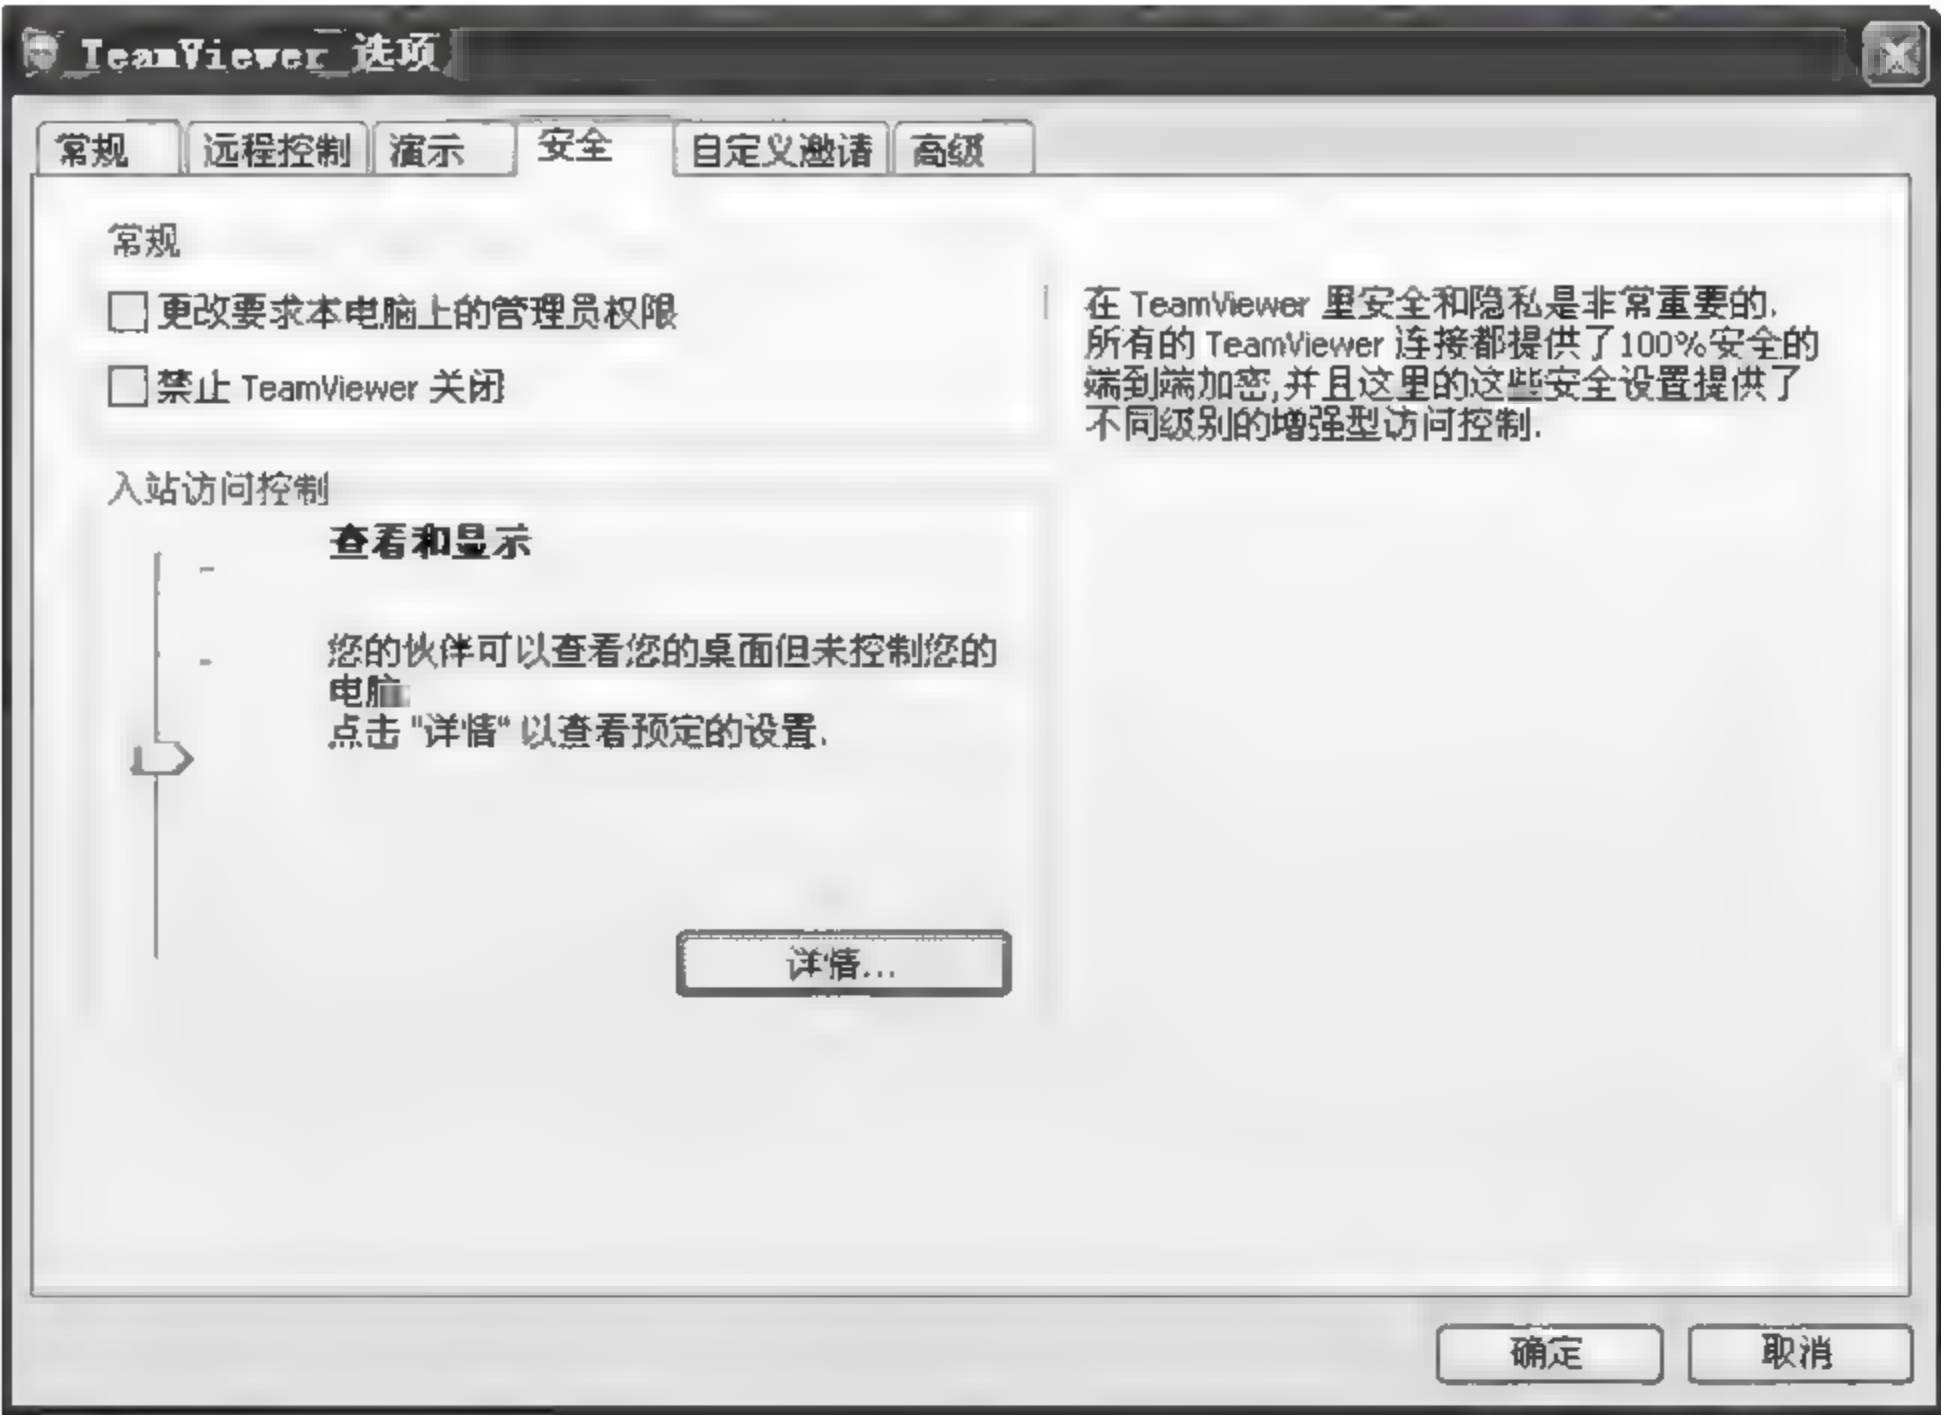 TeamViewer 选项
常规 远程控制 演示 安全 自定义邀请 高级
常规
更改要求本电脑上的管理员权限
禁止 TeamViewer 关闭
在 TeamViewer 里安全和隐私是非常重要的.
所有的 TeamViewer 连接都提供了100%安全的
端到端加密,并且这里的这些安全设置提供了
不同级别的增强型访问控制.
入站访问控制
查看和显示
您的伙伴可以查看您的桌面但未控制您的
电脑
点击 "详情" 以查看预定的设置.
详情...
确定 取消